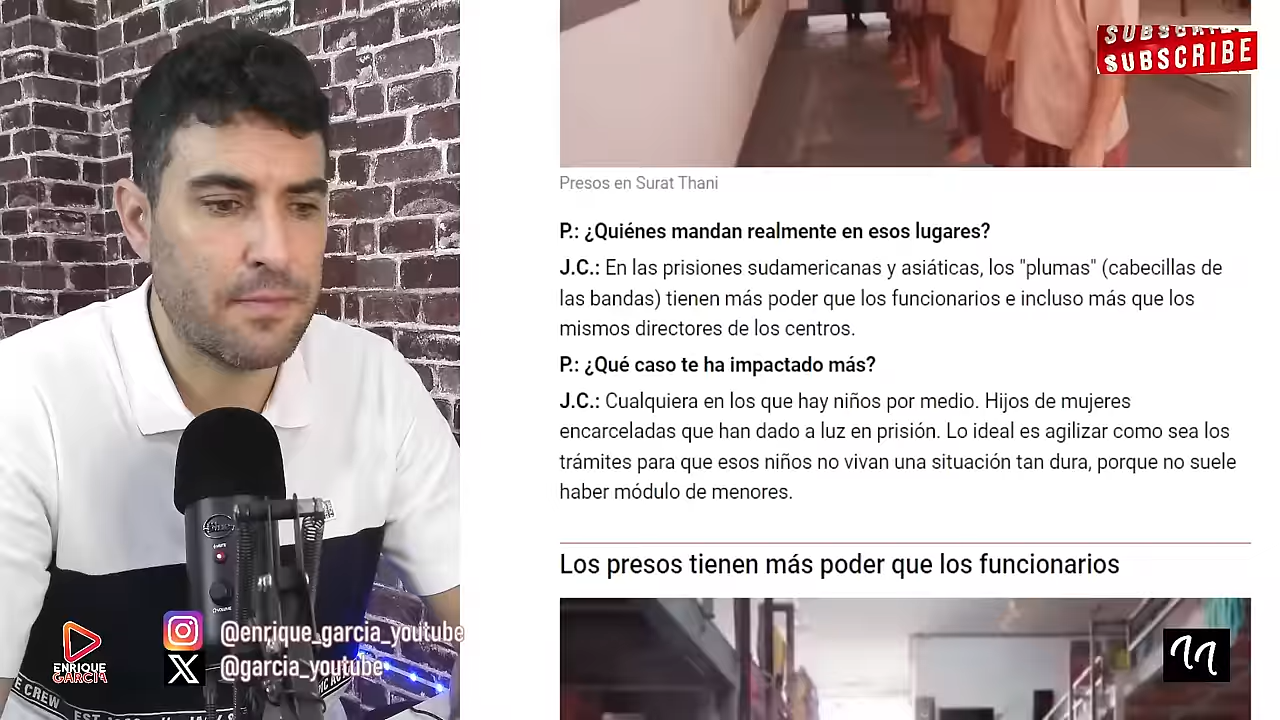 SUBSCRIBE
SUBSCRIBE
Presos en Surat Thani
P.: ¿Quiénes mandan realmente en esos lugares?
J.C.: En las prisiones sudamericanas y asiáticas, los "plumas" (cabecillas de
las bandas) tienen más poder que los funcionarios e incluso más que los
mismos directores de los centros.
P.: ¿Qué caso te ha impactado más?
J.C.: Cualquiera en los que hay niños por medio. Hijos de mujeres
encarceladas que han dado a luz en prisión. Lo ideal es agilizar como sea los
trámites para que esos niños no vivan una situación tan dura, porque no suele
haber módulo de menores.
Los presos tienen más poder que los funcionarios
@enrique_garcia_youtube
@garcia_youtube
ENRIQUE
GARCIA
E CREW